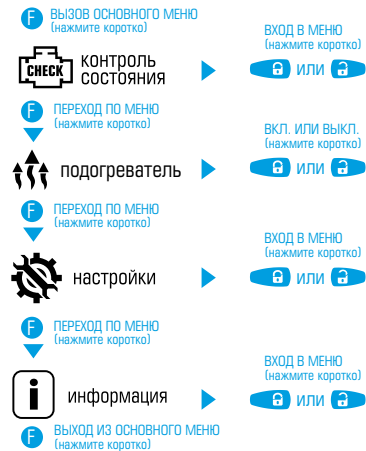 F ВЫЗОВ ОСНОВНОГО МЕНЮ
(нажмите коротко)
ВХОД В МЕНЮ
(нажмите коротко)
CHECK контроль
состояния
или
F ПЕРЕХОД ПО МЕНЮ
(нажмите коротко)
ВКЛ. ИЛИ ВЫКЛ.
(нажмите коротко)
подогреватель
или
F ПЕРЕХОД ПО МЕНЮ
(нажмите коротко)
ВХОД В МЕНЮ
(нажмите коротко)
настройки
или
F ПЕРЕХОД ПО МЕНЮ
(нажмите коротко)
ВХОД В МЕНЮ
(нажмите коротко)
i информация
или
F ВЫХОД ИЗ ОСНОВНОГО МЕНЮ
(нажмите коротко)